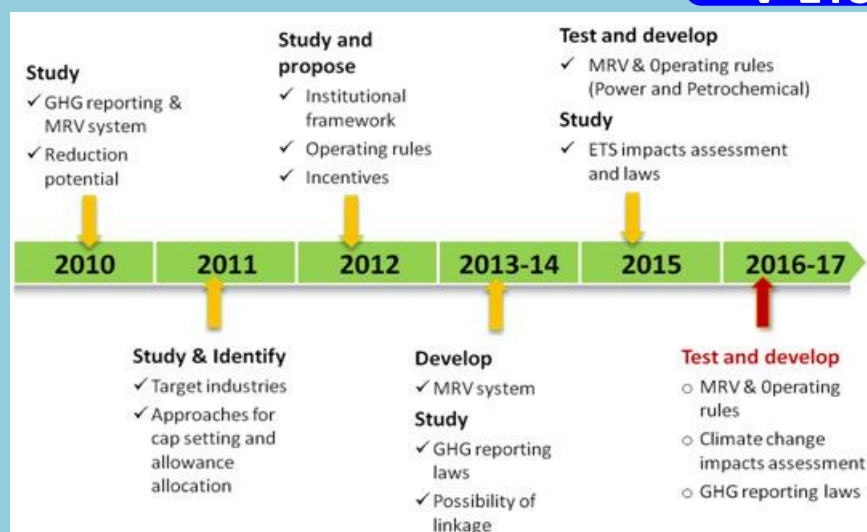 Study
✓ GHG reporting &
MRV system
✓ Reduction
potential
Study and
propose
✓ Institutional
framework
✓ Operating rules
✓ Incentives
Test and develop
✓ MRV & Operating rules
(Power and Petrochemical)
Study
✓ ETS impacts assessment
and laws
2010 2011 2012 2013-14 2015 2016-17
Study & Identify
✓ Target industries
✓ Approaches for
cap setting and
allowance
allocation
Develop
✓ MRV system
Study
✓ GHG reporting
laws
✓ Possibility of
linkage
Test and develop
○ MRV & Operating
rules
○ Climate change
impacts assessment
○ GHG reporting laws